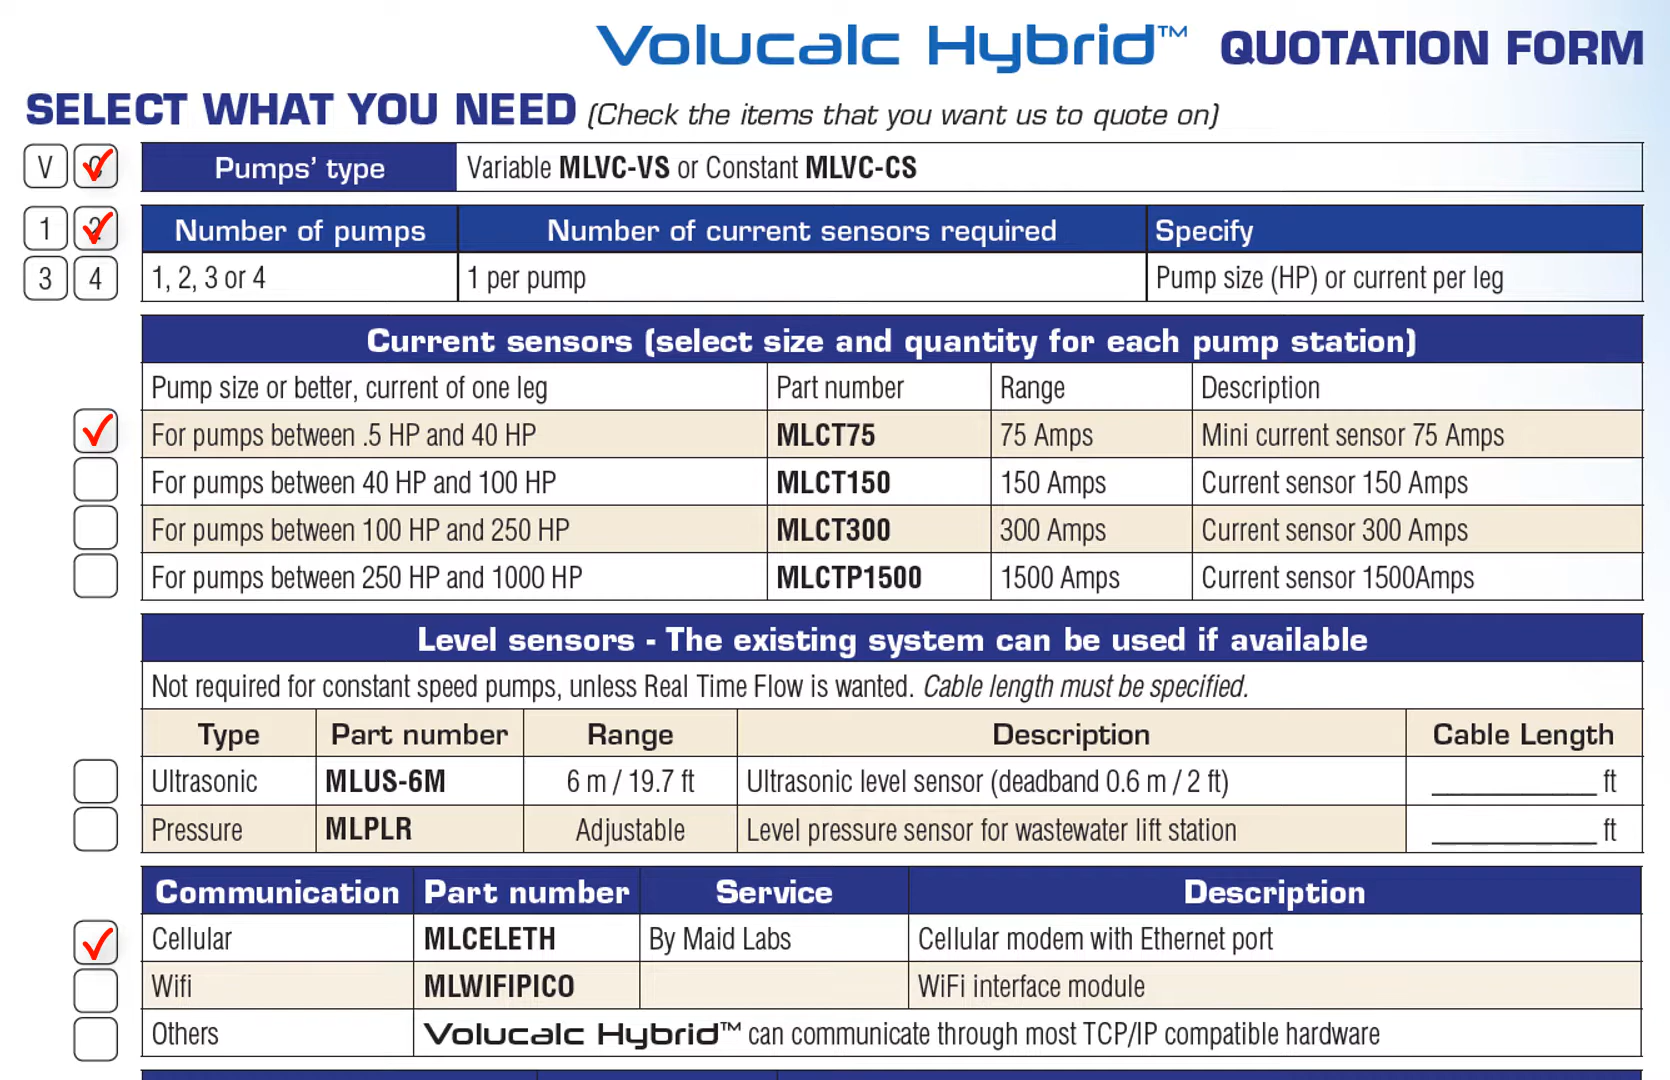 Volucalc Hybrid™ QUOTATION FORM
SELECT WHAT YOU NEED (Check the items that you want us to quote on)
V Pumps' type Variable MLVC-VS or Constant MLVC-CS
1 2 Number of pumps Number of current sensors required Specify
3 4 1, 2, 3 or 4 1 per pump Pump size (HP) or current per leg
Current sensors (select size and quantity for each pump station)
Pump size or better, current of one leg Part number Range Description
For pumps between .5 HP and 40 HP MLCT75 75 Amps Mini current sensor 75 Amps
For pumps between 40 HP and 100 HP MLCT150 150 Amps Current sensor 150 Amps
For pumps between 100 HP and 250 HP MLCT300 300 Amps Current sensor 300 Amps
For pumps between 250 HP and 1000 HP MLCTP1500 1500 Amps Current sensor 1500Amps
Level sensors - The existing system can be used if available
Not required for constant speed pumps, unless Real Time Flow is wanted. Cable length must be specified.
Type Part number Range Description Cable Length
Ultrasonic MLUS-6M 6 m / 19.7 ft Ultrasonic level sensor (deadband 0.6 m / 2 ft) ____________ ft
Pressure MLPLR Adjustable Level pressure sensor for wastewater lift station ____________ ft
Communication Part number Service Description
Cellular MLCELETH By Maid Labs Cellular modem with Ethernet port
Wifi MLWIFIPICO WiFi interface module
Others Volucalc Hybrid™ can communicate through most TCP/IP compatible hardware